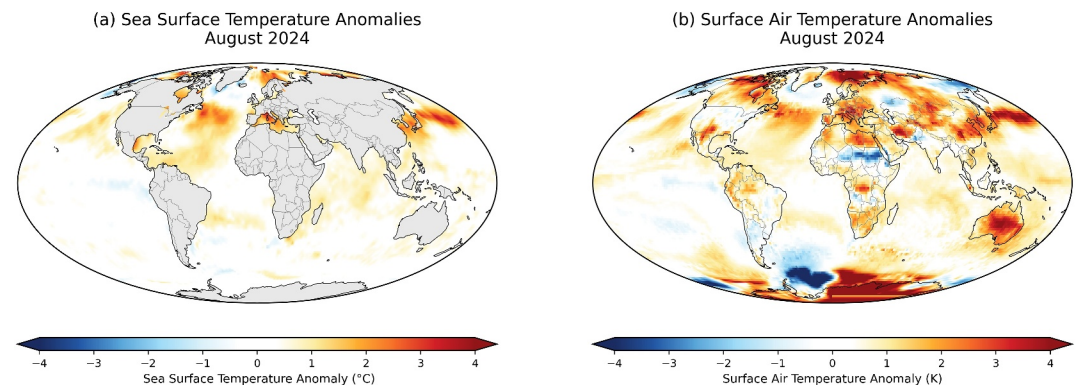 (a) Sea Surface Temperature Anomalies
August 2024
−4 −3 −2 −1 0 1 2 3 4
Sea Surface Temperature Anomaly (°C)
(b) Surface Air Temperature Anomalies
August 2024
−4 −3 −2 −1 0 1 2 3 4
Surface Air Temperature Anomaly (K)